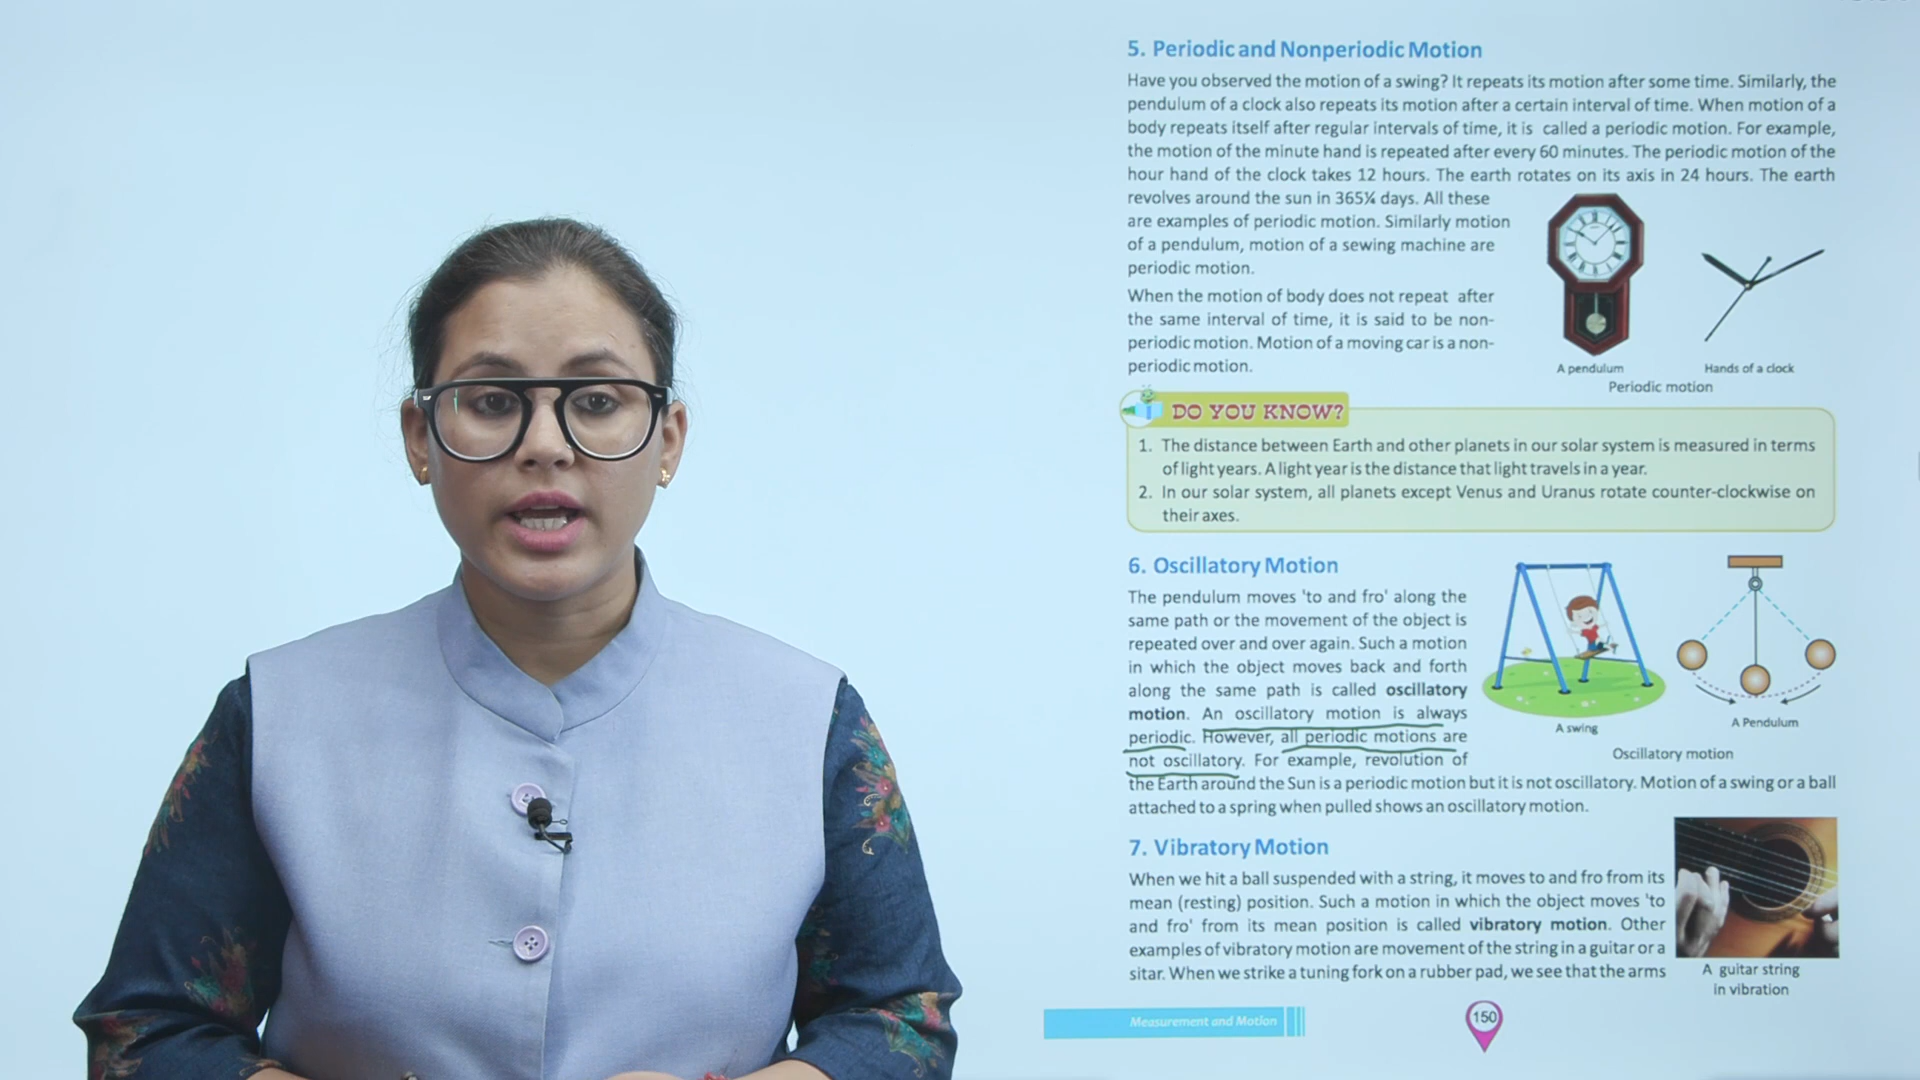 5. Periodic and Nonperiodic Motion
Have you observed the motion of a swing? It repeats its motion after some time. Similarly, the
pendulum of a clock also repeats its motion after a certain interval of time. When motion of a
body repeats itself after regular intervals of time, it is called a periodic motion. For example,
the motion of the minute hand is repeated after every 60 minutes. The periodic motion of the
hour hand of the clock takes 12 hours. The earth rotates on its axis in 24 hours. The earth
revolves around the sun in 365¼ days. All these
are examples of periodic motion. Similarly motion
of a pendulum, motion of a sewing machine are
periodic motion.
When the motion of body does not repeat after
the same interval of time, it is said to be non-
periodic motion. Motion of a moving car is a non-
periodic motion.
A pendulum
Hands of a clock
Periodic motion
DO YOU KNOW?
1. The distance between Earth and other planets in our solar system is measured in terms
of light years. A light year is the distance that light travels in a year.
2. In our solar system, all planets except Venus and Uranus rotate counter-clockwise on
their axes.
6. Oscillatory Motion
The pendulum moves 'to and fro' along the
same path or the movement of the object is
repeated over and over again. Such a motion
in which the object moves back and forth
along the same path is called oscillatory
motion. An oscillatory motion is always
periodic. However, all periodic motions are
not oscillatory. For example, revolution of
the Earth around the Sun is a periodic motion but it is not oscillatory. Motion of a swing or a ball
attached to a spring when pulled shows an oscillatory motion.
A swing
A Pendulum
Oscillatory motion
7. Vibratory Motion
When we hit a ball suspended with a string, it moves to and fro from its
mean (resting) position. Such a motion in which the object moves 'to
and fro' from its mean position is called vibratory motion. Other
examples of vibratory motion are movement of the string in a guitar or a
sitar. When we strike a tuning fork on a rubber pad, we see that the arms
A guitar string
in vibration
Measurement and Motion
150